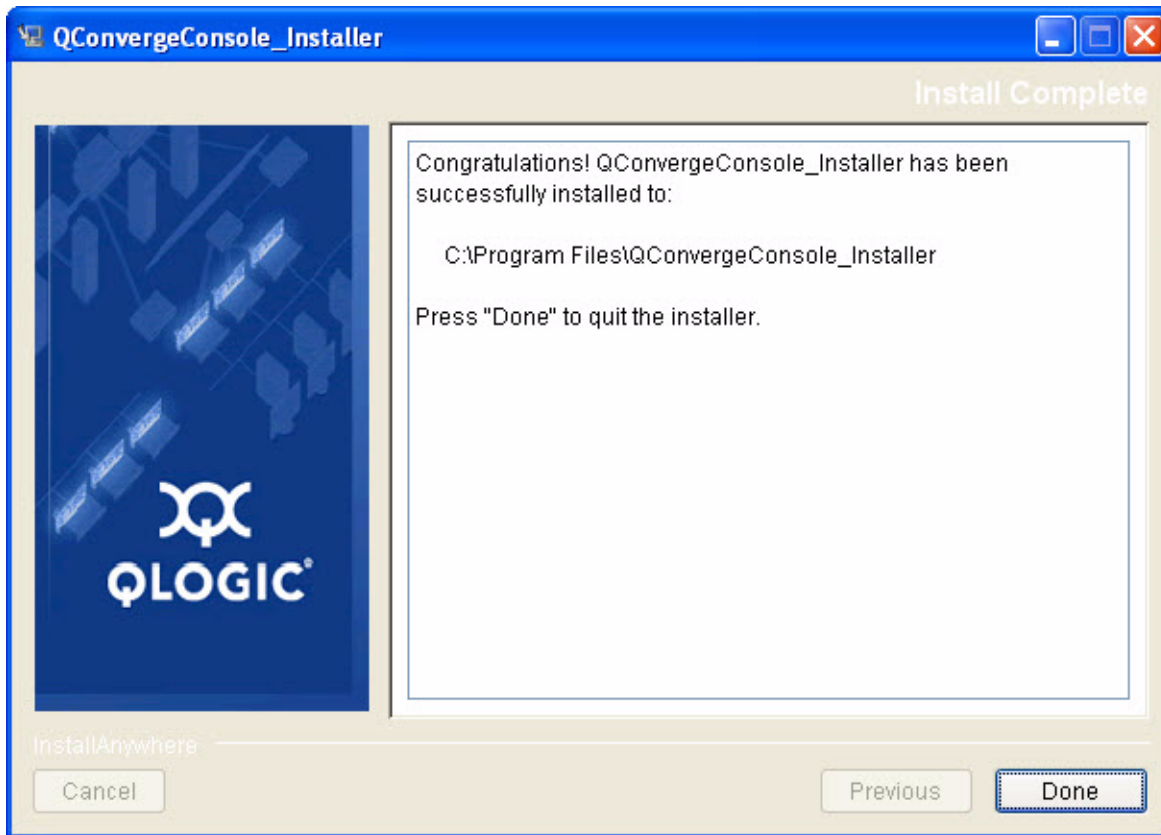 QConvergeConsole_Installer
Install Complete
Congratulations! QConvergeConsole_Installer has been
successfully installed to:
C:\Program Files\QConvergeConsole_Installer
Press "Done" to quit the installer.
QLOGIC®
InstallAnywhere
Cancel
Previous
Done